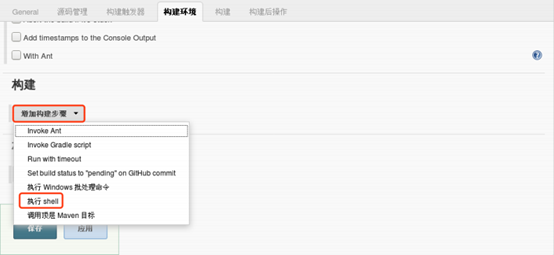 General 源码管理 构建触发器 构建环境 构建 构建后操作
Add timestamps to the Console Output
With Ant
构建
增加构建步骤
Invoke Ant
Invoke Gradle script
Run with timeout
Set build status to "pending" on GitHub commit
执行 Windows 批处理命令
执行 shell
调用顶层 Maven 目标
保存 应用